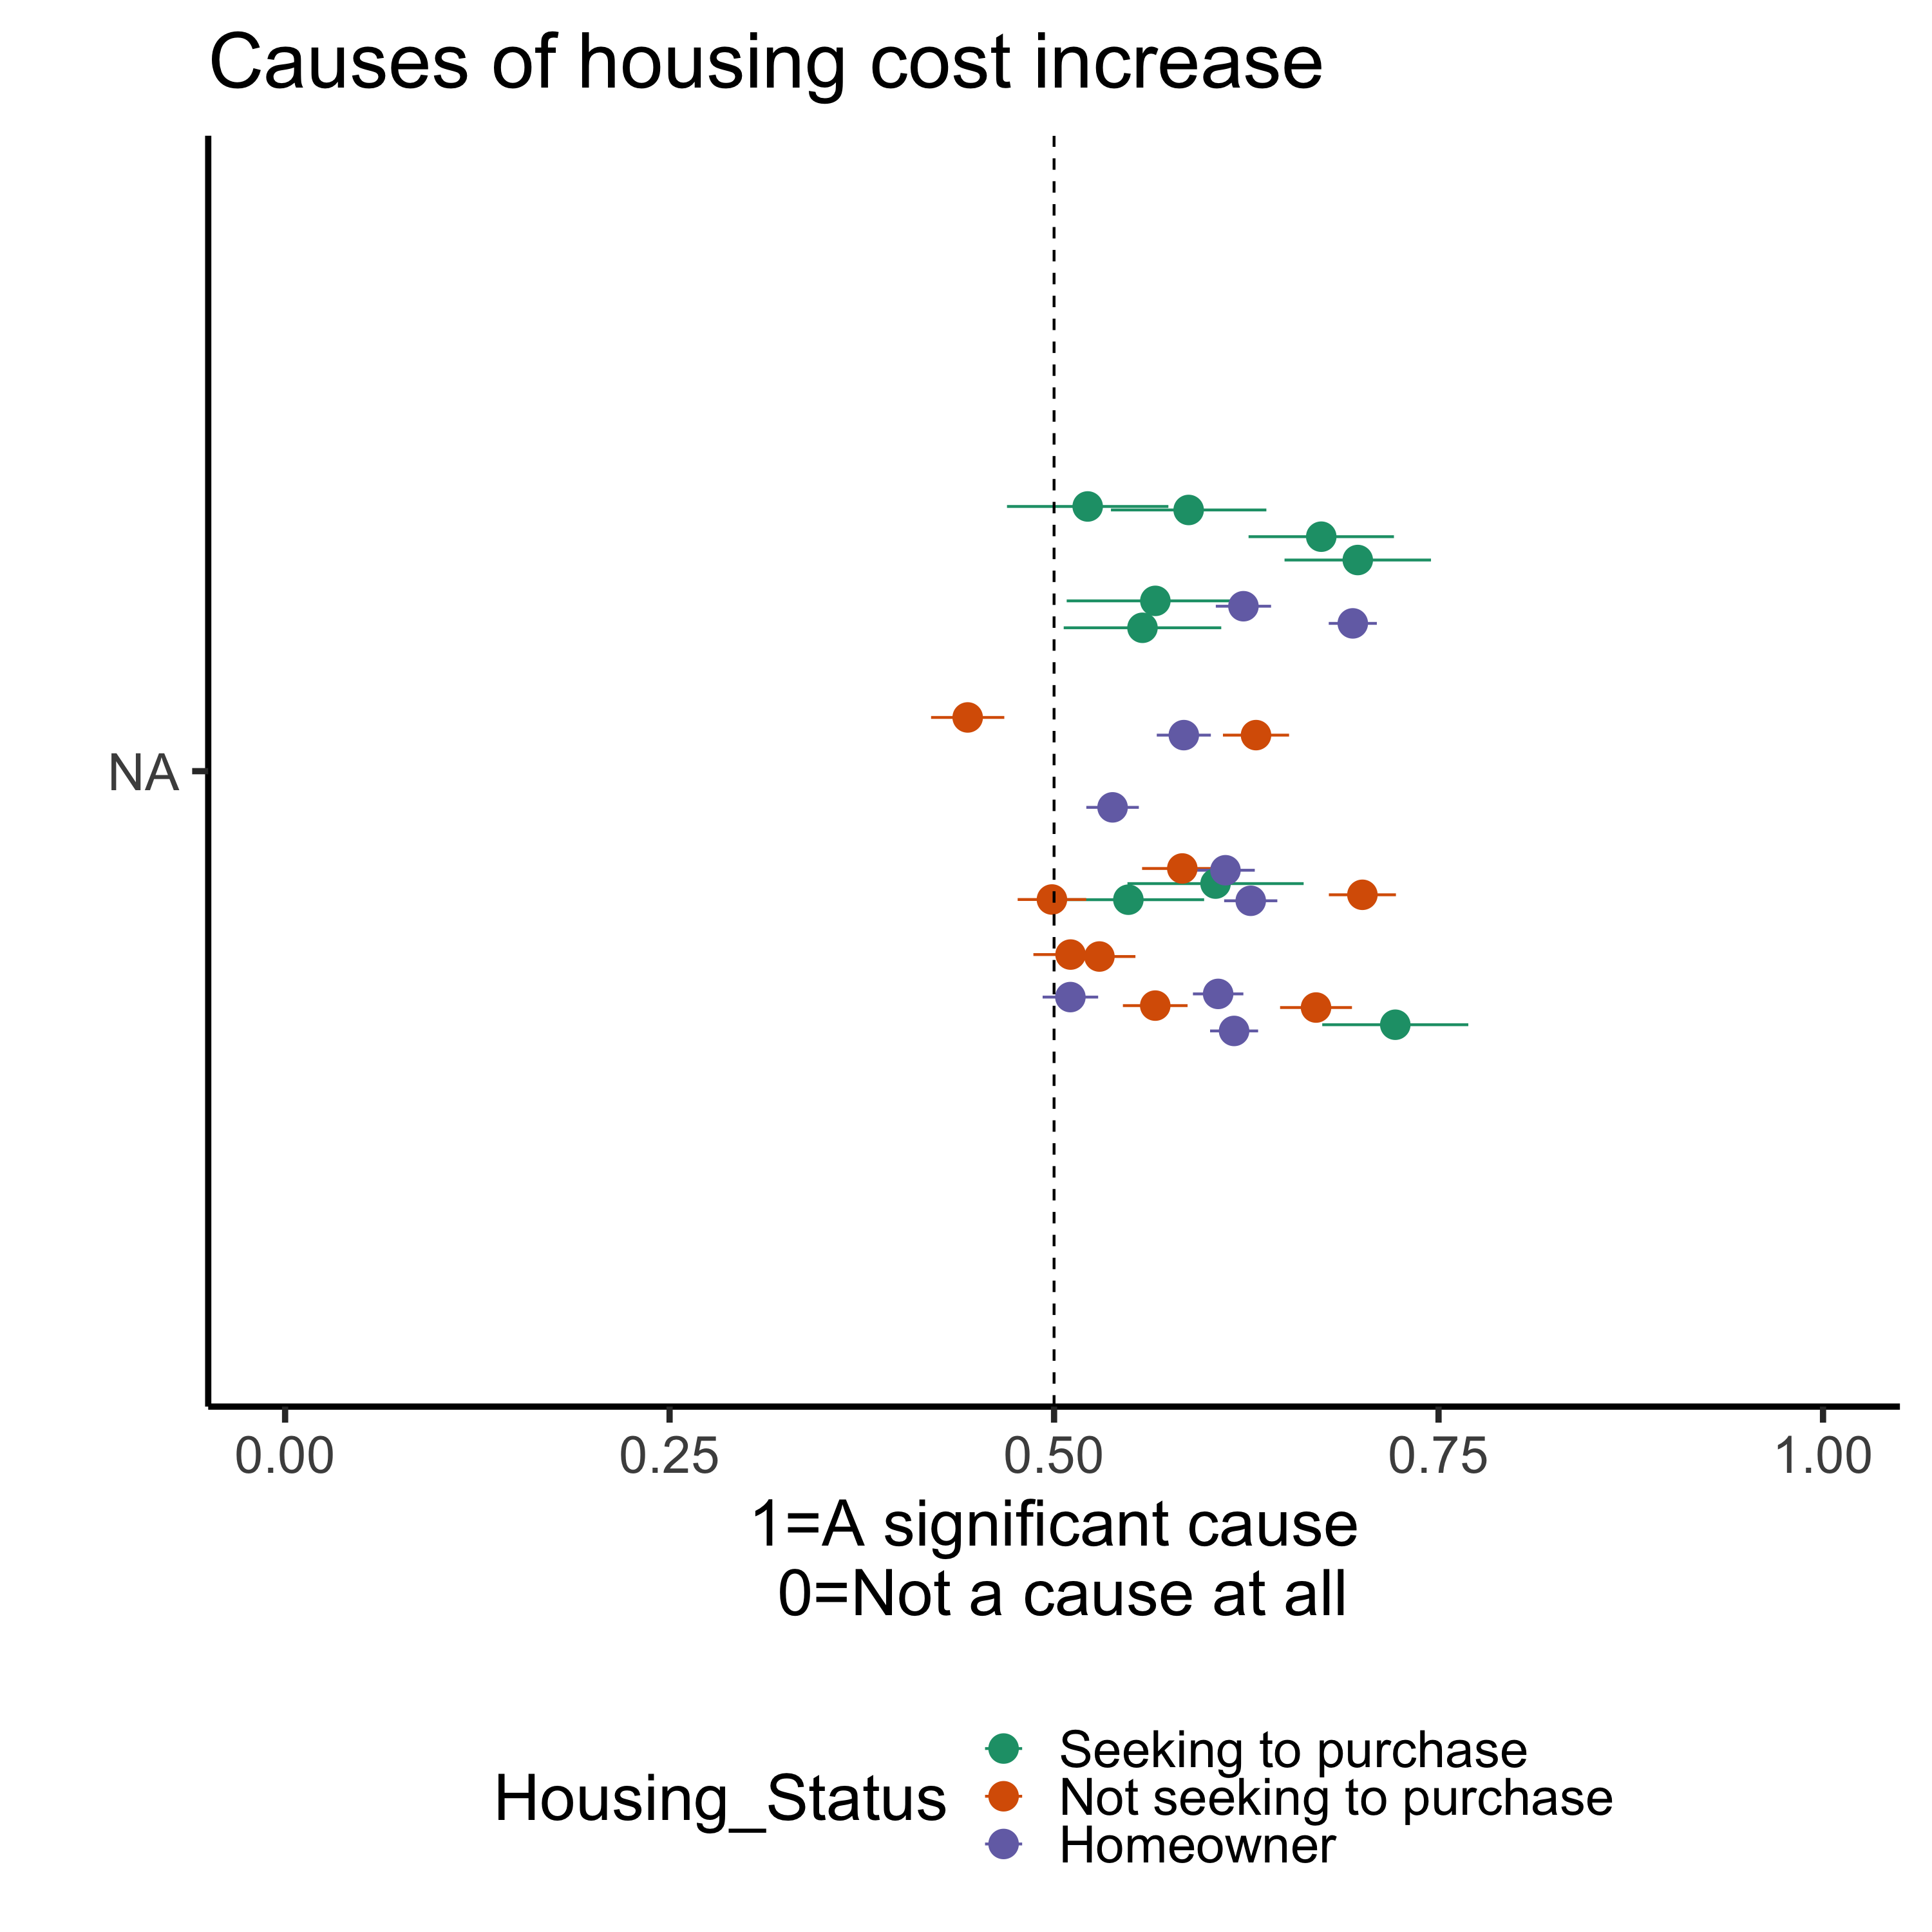 Causes of housing cost increase
NA
0.00 0.25 0.50 0.75 1.00
1=A significant cause
0=Not a cause at all
Housing_Status
Seeking to purchase
Not seeking to purchase
Homeowner